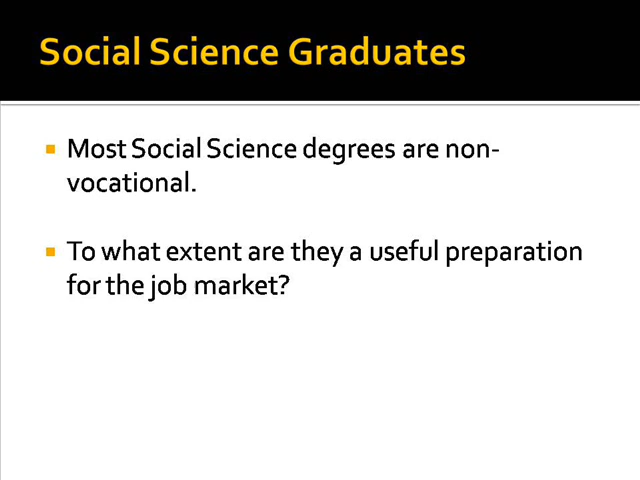 Social Science Graduates
Most Social Science degrees are non-
vocational.
To what extent are they a useful preparation
for the job market?